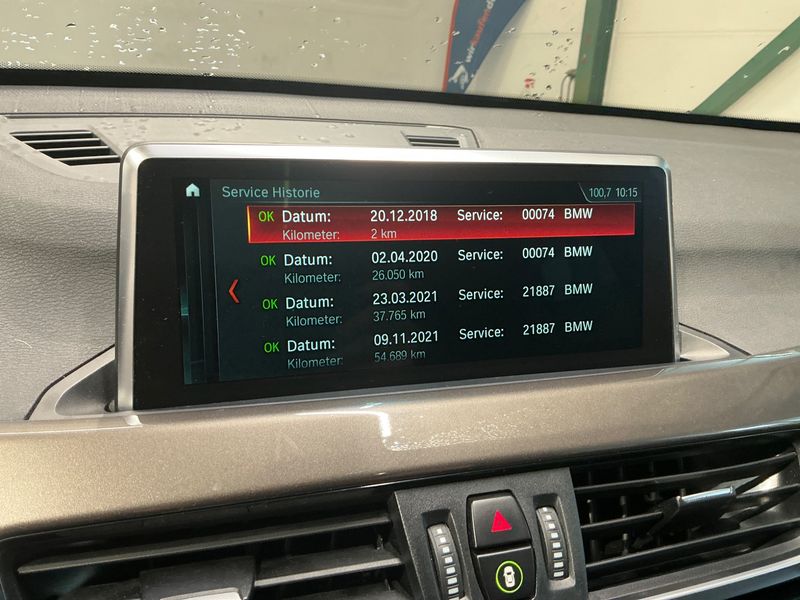 wirkaufendein
Service Historie
100,7 10:15
OK Datum: 20.12.2018 Service: 00074 BMW
Kilometer: 2 km
OK Datum: 02.04.2020 Service: 00074 BMW
Kilometer: 26.050 km
OK Datum: 23.03.2021 Service: 21887 BMW
Kilometer: 37.765 km
OK Datum: 09.11.2021 Service: 21887 BMW
Kilometer: 54.689 km